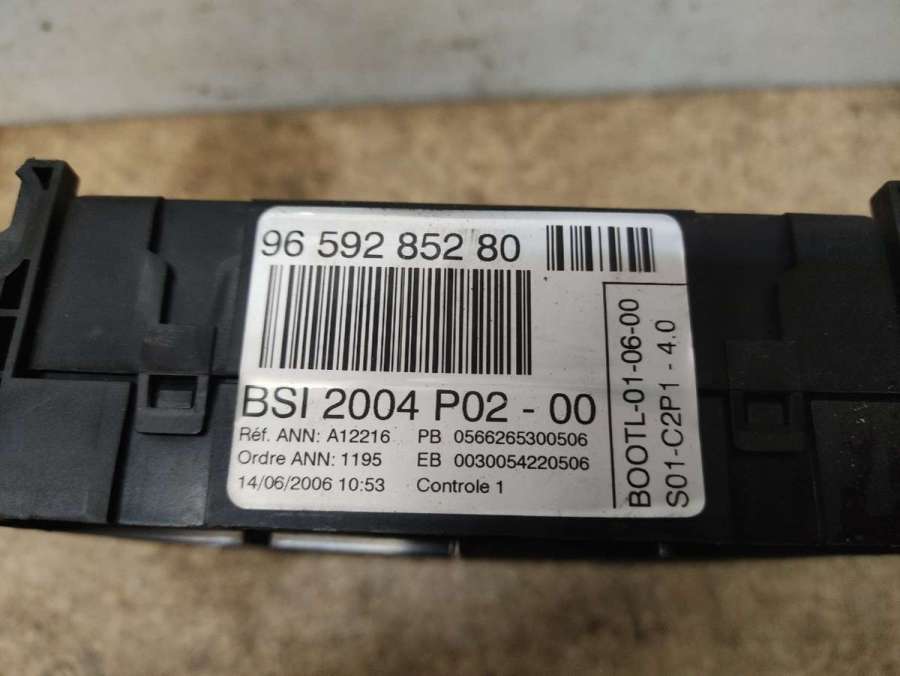 96 592 852 80
BSI 2004 P02 - 00
Réf. ANN: A12216 PB 0566265300506
Ordre ANN: 1195 EB 0030054220506
14/06/2006 10:53 Controle 1
BOOTL-01-06-00
S01-C2P1 - 4.0